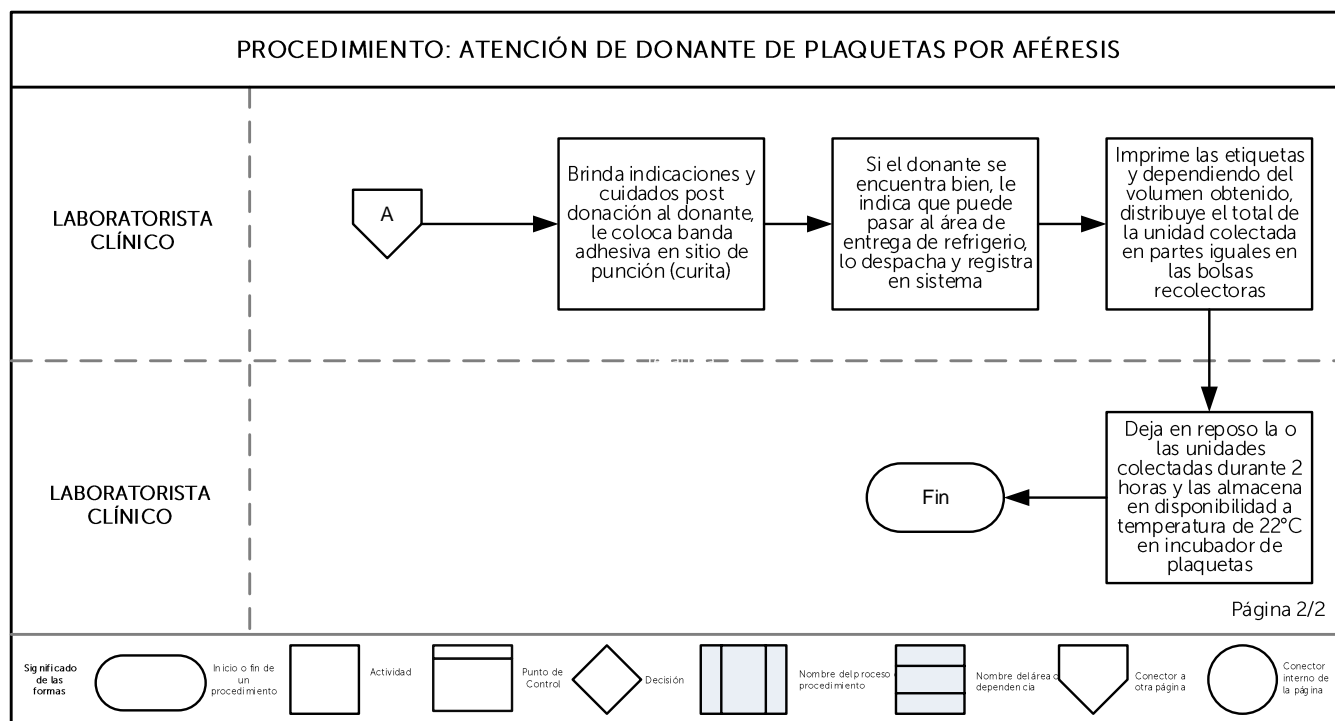 PROCEDIMIENTO: ATENCIÓN DE DONANTE DE PLAQUETAS POR AFÉRESIS
LABORATORISTA
CLÍNICO
A
Brinda indicaciones y
cuidados post
donación al donante,
le coloca banda
adhesiva en sitio de
punción (curita)
Si el donante se
encuentra bien, le
indica que puede
pasar al área de
entrega de refrigerio,
lo despacha y registra
en sistema
Imprime las etiquetas
y dependiendo del
volumen obtenido,
distribuye el total de
la unidad colectada
en partes iguales en
las bolsas
recolectoras
LABORATORISTA
CLÍNICO
Fin
Deja en reposo la o
las unidades
colectadas durante 2
horas y las almacena
en disponibilidad a
temperatura de 22°C
en incubador de
plaquetas
Página 2/2
Significado
de las
formas
Inicio o fin de
un
procedimiento
Actividad
Punto de
Control
Decisión
Nombre del proceso
procedimiento
Nombre del área o
dependencia
Conector a
otra página
Conector
interno de
la página